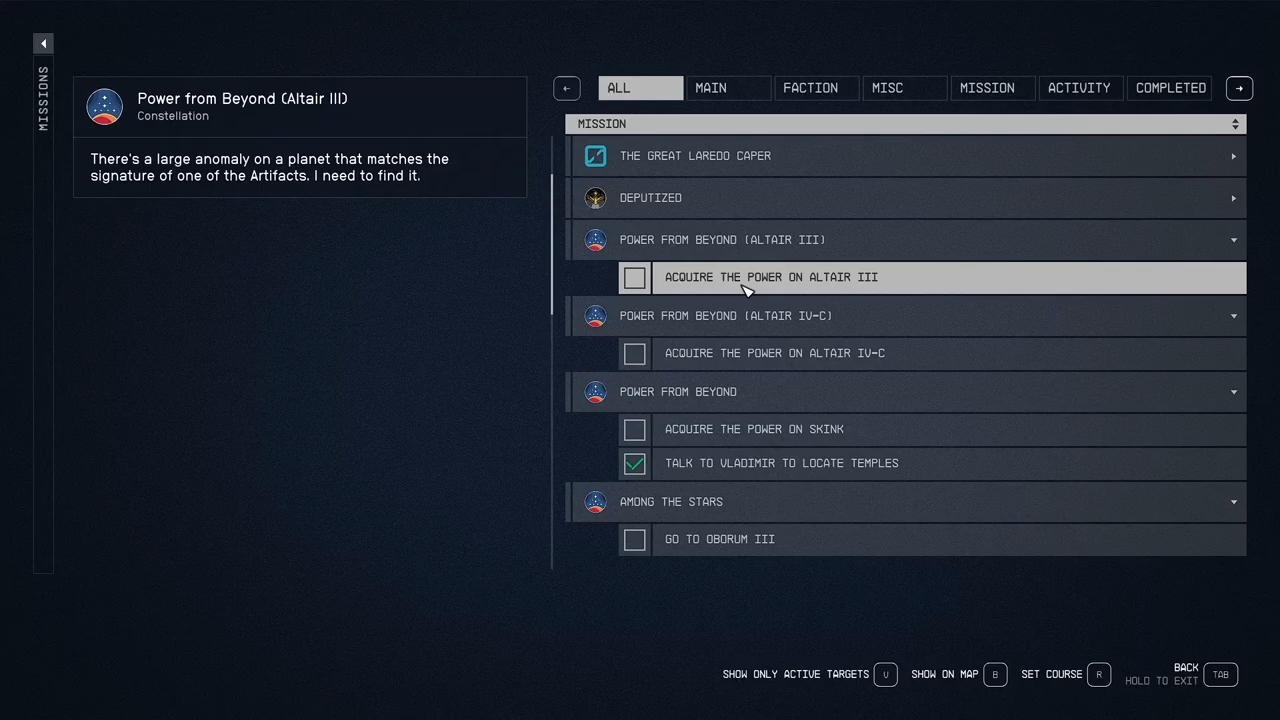 MISSIONS
Power from Beyond (Altair III)
Constellation
There's a large anomaly on a planet that matches the
signature of one of the Artifacts. I need to find it.
ALL
MAIN
FACTION
MISC
MISSION
ACTIVITY
COMPLETED
MISSION
THE GREAT LAREDO CAPER
DEPUTIZED
POWER FROM BEYOND (ALTAIR III)
ACQUIRE THE POWER ON ALTAIR III
POWER FROM BEYOND (ALTAIR IV-C)
ACQUIRE THE POWER ON ALTAIR IV-C
POWER FROM BEYOND
ACQUIRE THE POWER ON SKINK
TALK TO VLADIMIR TO LOCATE TEMPLES
AMONG THE STARS
GO TO OBORUM III
SHOW ONLY ACTIVE TARGETS V
SHOW ON MAP B
SET COURSE R
BACK
HOLD TO EXIT TAB